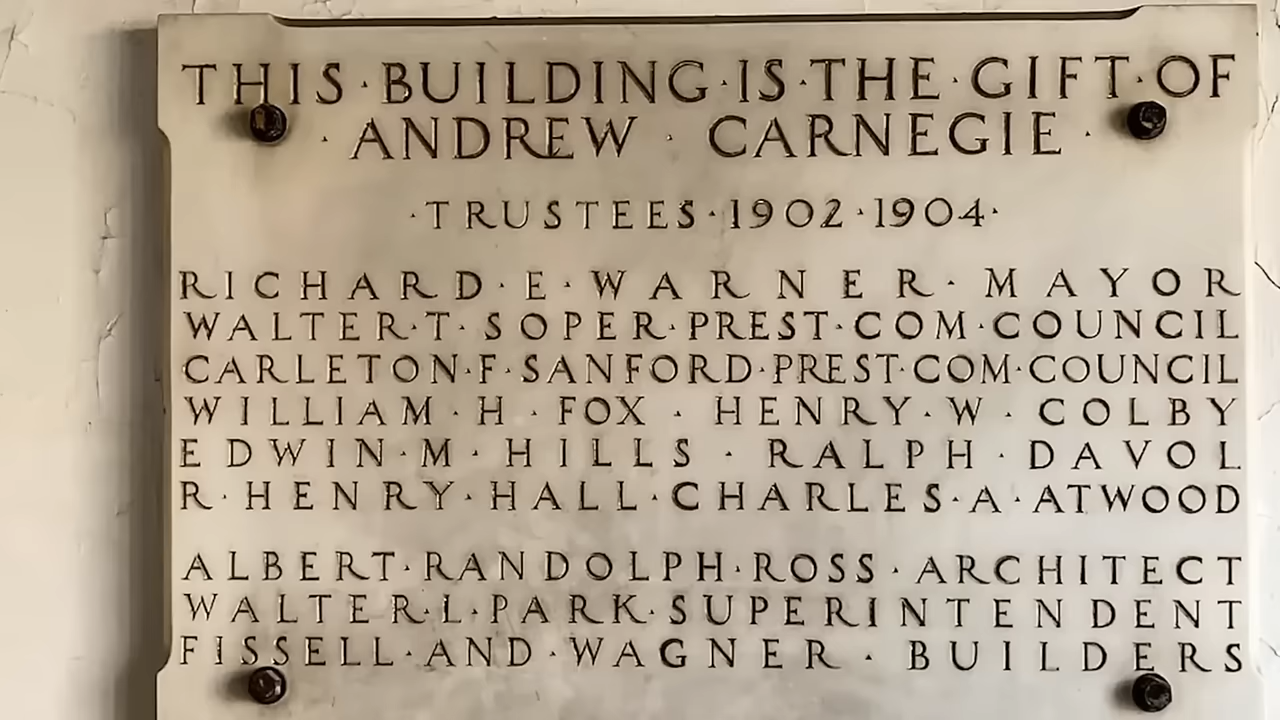 THIS·BUILDING·IS·THE·GIFT·OF
· ANDREW · CARNEGIE ·
·TRUSTEES·1902·1904·
RICHARD·E·WARNER·MAYOR
WALTER·T·SOPER·PREST·COM·COUNCIL
CARLETON·F·SANFORD·PREST·COM·COUNCIL
WILLIAM·H·FOX·HENRY·W·COLBY
EDWIN·M·HILLS·RALPH·DAVOL
R·HENRY·HALL·CHARLES·A·ATWOOD
ALBERT·RANDOLPH·ROSS·ARCHITECT
WALTER·L·PARK·SUPERINTENDENT
FISSELL·AND·WAGNER·BUILDERS